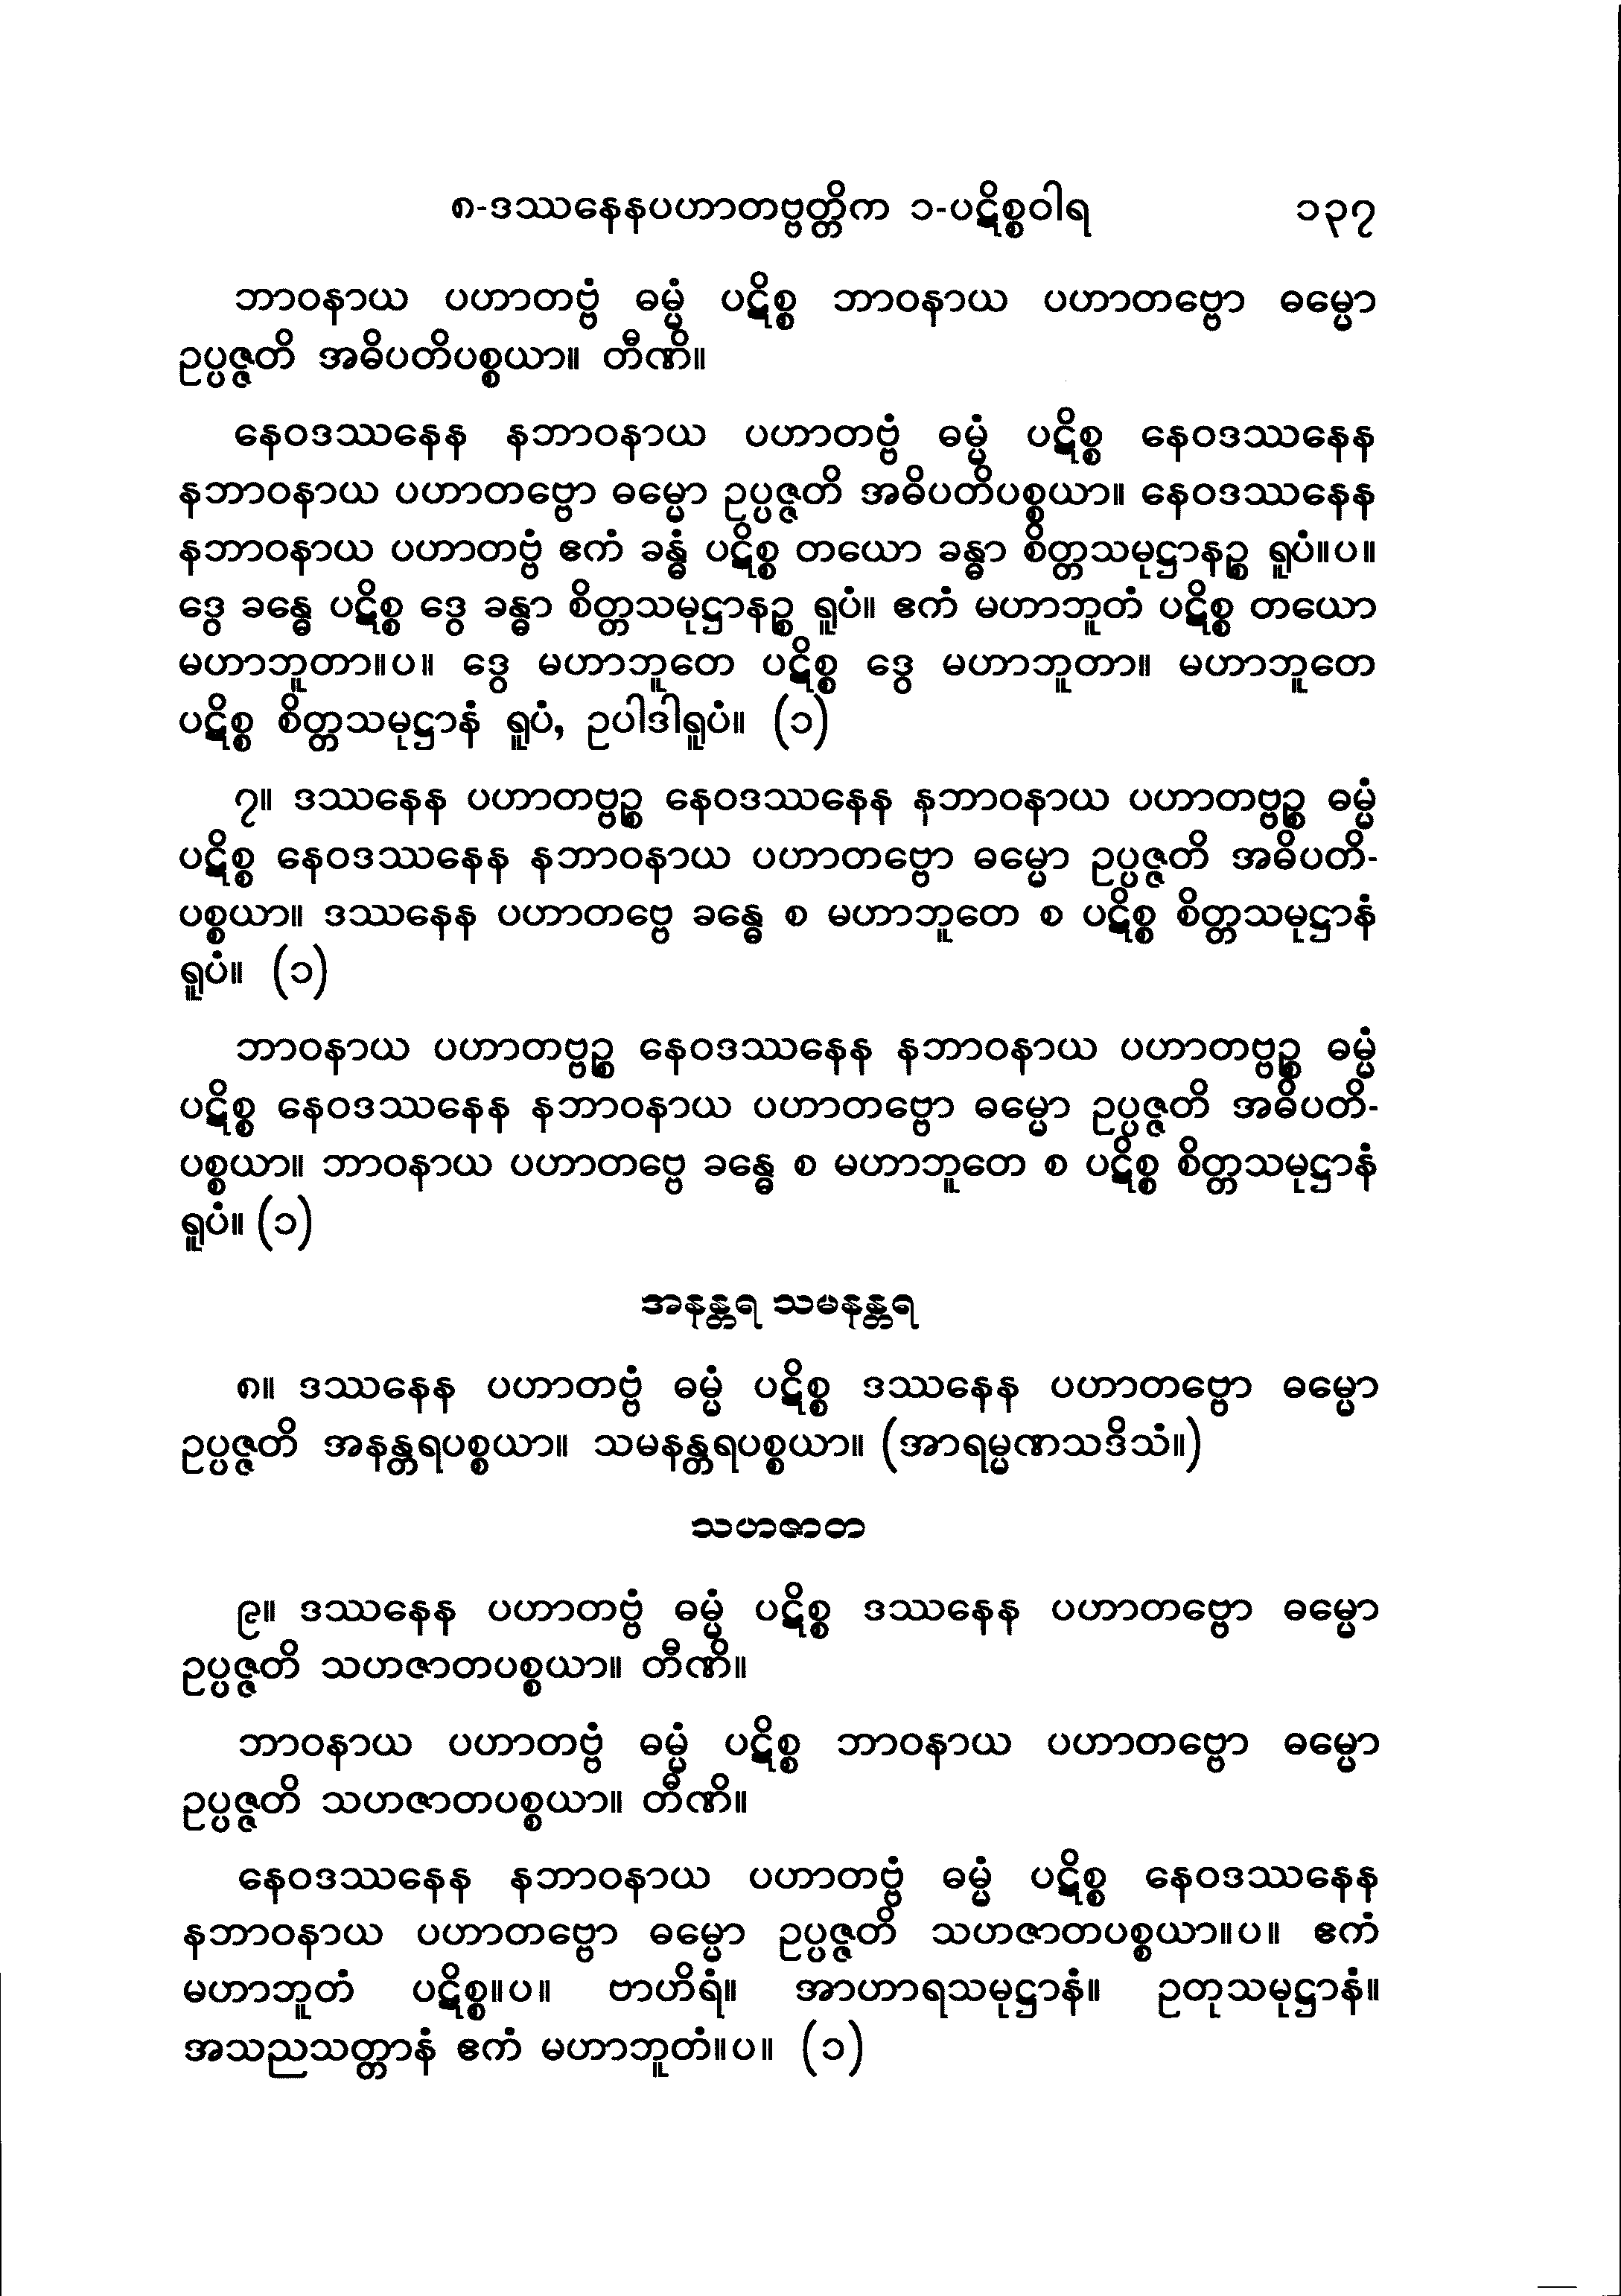 ၈-ဒဿနေနပဟာတဗ္ဗတ္တိက ၁-ပဋိစ္စဝါရ ၁၃၇
ဘာဝနာယ ပဟာတဗ္ဗံ ဓမ္မံ ပဋိစ္စ ဘာဝနာယ ပဟာတဗ္ဗော ဓမ္မော
ဥပ္ပဇ္ဇတိ အဓိပတိပစ္စယာ။ တီဏိ။
နေဝဒဿနေန နဘာဝနာယ ပဟာတဗ္ဗံ ဓမ္မံ ပဋိစ္စ နေဝဒဿနေန
နဘာဝနာယ ပဟာတဗ္ဗော ဓမ္မော ဥပ္ပဇ္ဇတိ အဓိပတိပစ္စယာ။ နေဝဒဿနေန
နဘာဝနာယ ပဟာတဗ္ဗံ ဧကံ ခန္ဓံ ပဋိစ္စ တယော ခန္ဓာ စိတ္တသမုဋ္ဌာနဉ္စ ရူပံ။ပ။
ဒွေ ခန္ဓေ ပဋိစ္စ ဒွေ ခန္ဓာ စိတ္တသမုဋ္ဌာနဉ္စ ရူပံ။ ဧကံ မဟာဘူတံ ပဋိစ္စ တယော
မဟာဘူတာ။ပ။ ဒွေ မဟာဘူတေ ပဋိစ္စ ဒွေ မဟာဘူတာ။ မဟာဘူတေ
ပဋိစ္စ စိတ္တသမုဋ္ဌာနံ ရူပံ, ဥပါဒါရူပံ။ (၁)
၇။ ဒဿနေန ပဟာတဗ္ဗဉ္စ နေဝဒဿနေန နဘာဝနာယ ပဟာတဗ္ဗဉ္စ ဓမ္မံ
ပဋိစ္စ နေဝဒဿနေန နဘာဝနာယ ပဟာတဗ္ဗော ဓမ္မော ဥပ္ပဇ္ဇတိ အဓိပတိ-
ပစ္စယာ။ ဒဿနေန ပဟာတဗ္ဗေ ခန္ဓေ စ မဟာဘူတေ စ ပဋိစ္စ စိတ္တသမုဋ္ဌာနံ
ရူပံ။ (၁)
ဘာဝနာယ ပဟာတဗ္ဗဉ္စ နေဝဒဿနေန နဘာဝနာယ ပဟာတဗ္ဗဉ္စ ဓမ္မံ
ပဋိစ္စ နေဝဒဿနေန နဘာဝနာယ ပဟာတဗ္ဗော ဓမ္မော ဥပ္ပဇ္ဇတိ အဓိပတိ-
ပစ္စယာ။ ဘာဝနာယ ပဟာတဗ္ဗေ ခန္ဓေ စ မဟာဘူတေ စ ပဋိစ္စ စိတ္တသမုဋ္ဌာနံ
ရူပံ။ (၁)
အနန္တရ သမနန္တရ
၈။ ဒဿနေန ပဟာတဗ္ဗံ ဓမ္မံ ပဋိစ္စ ဒဿနေန ပဟာတဗ္ဗော ဓမ္မော
ဥပ္ပဇ္ဇတိ အနန္တရပစ္စယာ။ သမနန္တရပစ္စယာ။ (အာရမ္မဏသဒိသံ။)
သဟဇာတ
၉။ ဒဿနေန ပဟာတဗ္ဗံ ဓမ္မံ ပဋိစ္စ ဒဿနေန ပဟာတဗ္ဗော ဓမ္မော
ဥပ္ပဇ္ဇတိ သဟဇာတပစ္စယာ။ တီဏိ။
ဘာဝနာယ ပဟာတဗ္ဗံ ဓမ္မံ ပဋိစ္စ ဘာဝနာယ ပဟာတဗ္ဗော ဓမ္မော
ဥပ္ပဇ္ဇတိ သဟဇာတပစ္စယာ။ တီဏိ။
နေဝဒဿနေန နဘာဝနာယ ပဟာတဗ္ဗံ ဓမ္မံ ပဋိစ္စ နေဝဒဿနေန
နဘာဝနာယ ပဟာတဗ္ဗော ဓမ္မော ဥပ္ပဇ္ဇတိ သဟဇာတပစ္စယာ။ပ။ ဧကံ
မဟာဘူတံ ပဋိစ္စ။ပ။ ဗာဟိရံ။ အာဟာရသမုဋ္ဌာနံ။ ဥတုသမုဋ္ဌာနံ။
အသညသတ္တာနံ ဧကံ မဟာဘူတံ။ပ။ (၁)